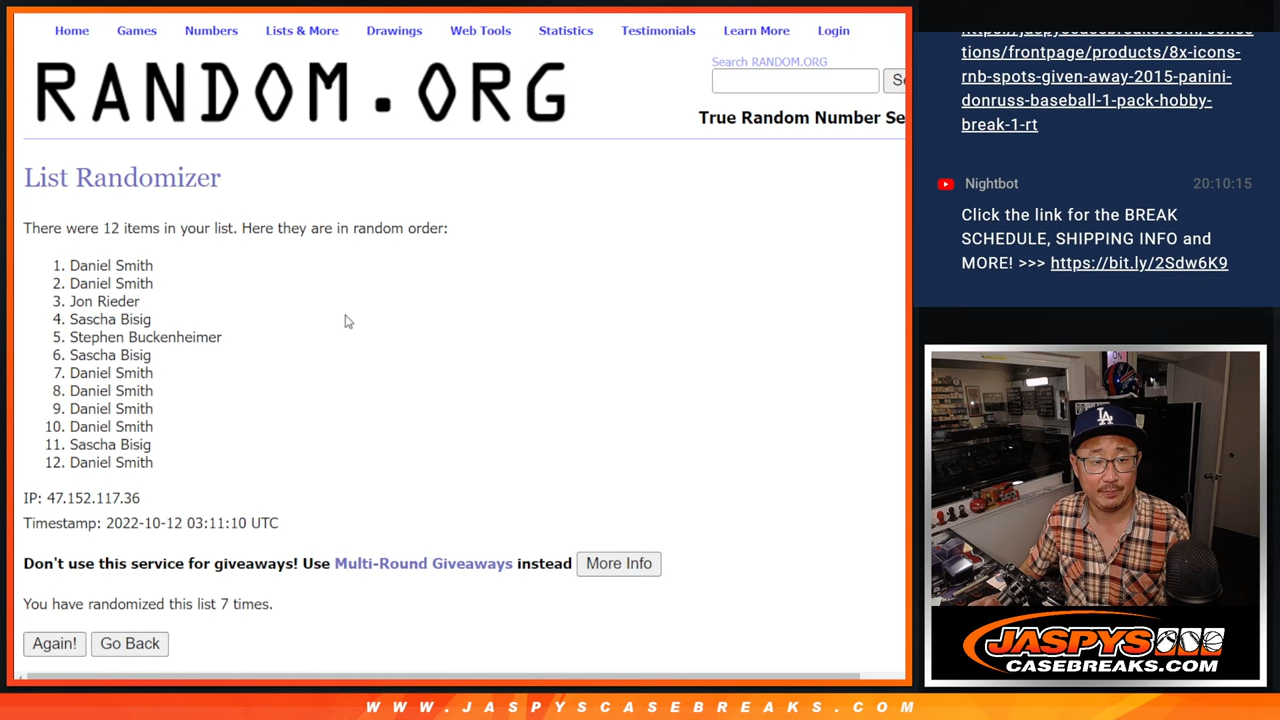 Home Games Numbers Lists & More Drawings Web Tools Statistics Testimonials Learn More Login
RANDOM.ORG
Search RANDOM.ORG
True Random Number Se
List Randomizer
There were 12 items in your list. Here they are in random order:
1. Daniel Smith
2. Daniel Smith
3. Jon Rieder
4. Sascha Bisig
5. Stephen Buckenheimer
6. Sascha Bisig
7. Daniel Smith
8. Daniel Smith
9. Daniel Smith
10. Daniel Smith
11. Sascha Bisig
12. Daniel Smith
IP: 47.152.117.36
Timestamp: 2022-10-12 03:11:10 UTC
Don't use this service for giveaways! Use Multi-Round Giveaways instead More Info
You have randomized this list 7 times.
Again! Go Back
https://jaspyscasebreaks.com/collec
tions/frontpage/products/8x-icons-
rnb-spots-given-away-2015-panini-
donruss-baseball-1-pack-hobby-
break-1-rt
Nightbot 20:10:15
Click the link for the BREAK
SCHEDULE, SHIPPING INFO and
MORE! >>> https://bit.ly/2Sdw6K9
ON
LA
JASPYS
CASEBREAKS.COM
WWW.JASPYSCASEBREAKS.COM